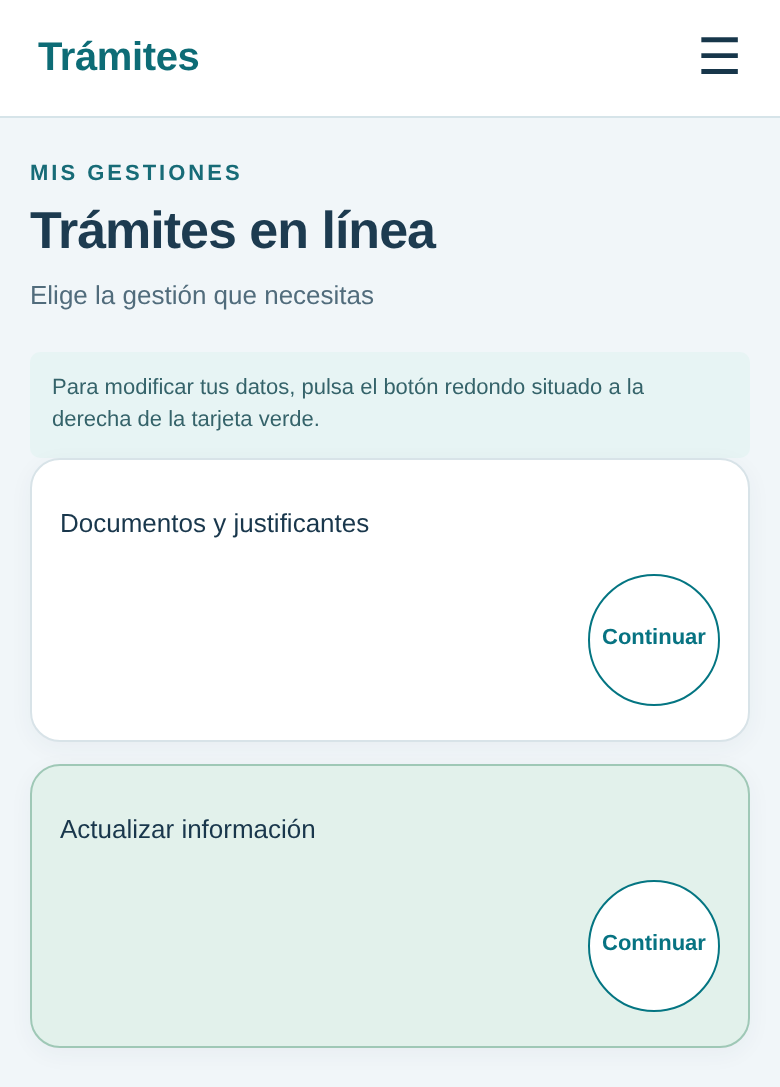 Trámites
MIS GESTIONES
Trámites en línea
Elige la gestión que necesitas
Para modificar tus datos, pulsa el botón redondo situado a la
derecha de la tarjeta verde.
Documentos y justificantes
Continuar
Actualizar información
Continuar